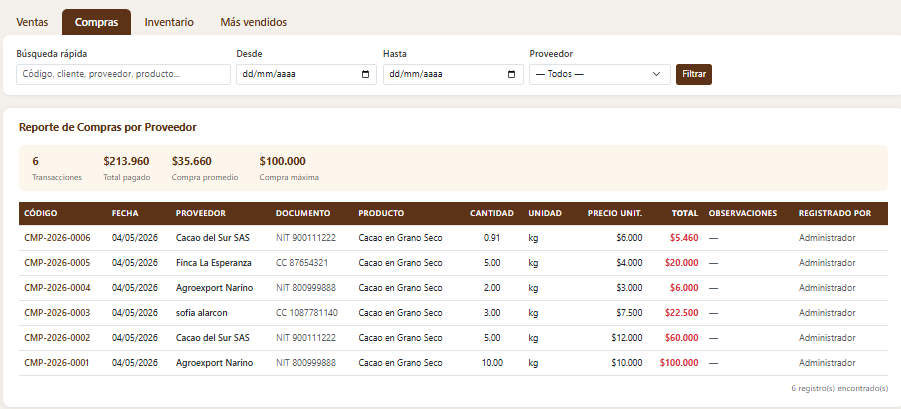 Ventas Compras Inventario Más vendidos
Búsqueda rápida Desde Hasta Proveedor
Código, cliente, proveedor, producto... dd/mm/aaaa dd/mm/aaaa — Todos — Filtrar
Reporte de Compras por Proveedor
6 $213.960 $35.660 $100.000
Transacciones Total pagado Compra promedio Compra máxima
CÓDIGO FECHA PROVEEDOR DOCUMENTO PRODUCTO CANTIDAD UNIDAD PRECIO UNIT. TOTAL OBSERVACIONES REGISTRADO POR
CMP-2026-0006 04/05/2026 Cacao del Sur SAS NIT 900111222 Cacao en Grano Seco 0.91 kg $6.000 $5.460 — Administrador
CMP-2026-0005 04/05/2026 Finca La Esperanza CC 87654321 Cacao en Grano Seco 5.00 kg $4.000 $20.000 — Administrador
CMP-2026-0004 04/05/2026 Agroexport Narino NIT 800999888 Cacao en Grano Seco 2.00 kg $3.000 $6.000 — Administrador
CMP-2026-0003 04/05/2026 sofia alarcon CC 1087781140 Cacao en Grano Seco 3.00 kg $7.500 $22.500 — Administrador
CMP-2026-0002 04/05/2026 Cacao del Sur SAS NIT 900111222 Cacao en Grano Seco 5.00 kg $12.000 $60.000 — Administrador
CMP-2026-0001 04/05/2026 Agroexport Narino NIT 800999888 Cacao en Grano Seco 10.00 kg $10.000 $100.000 — Administrador
6 registro(s) encontrado(s)